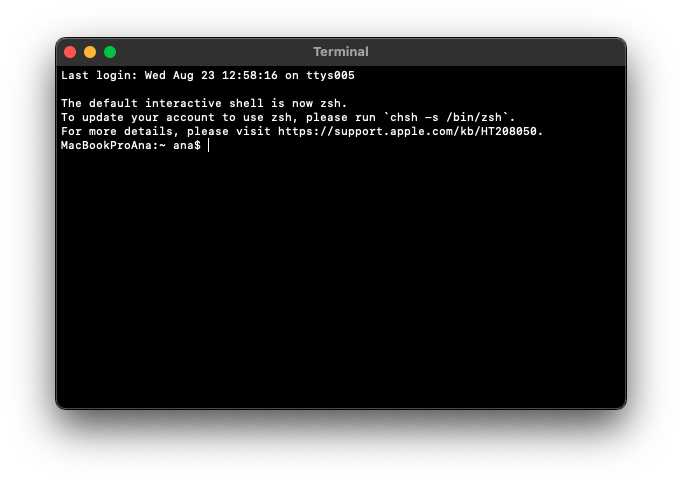 Terminal
Last login: Wed Aug 23 12:58:16 on ttys005
The default interactive shell is now zsh.
To update your account to use zsh, please run `chsh -s /bin/zsh`.
For more details, please visit https://support.apple.com/kb/HT208050.
MacBookProAna:~ ana$